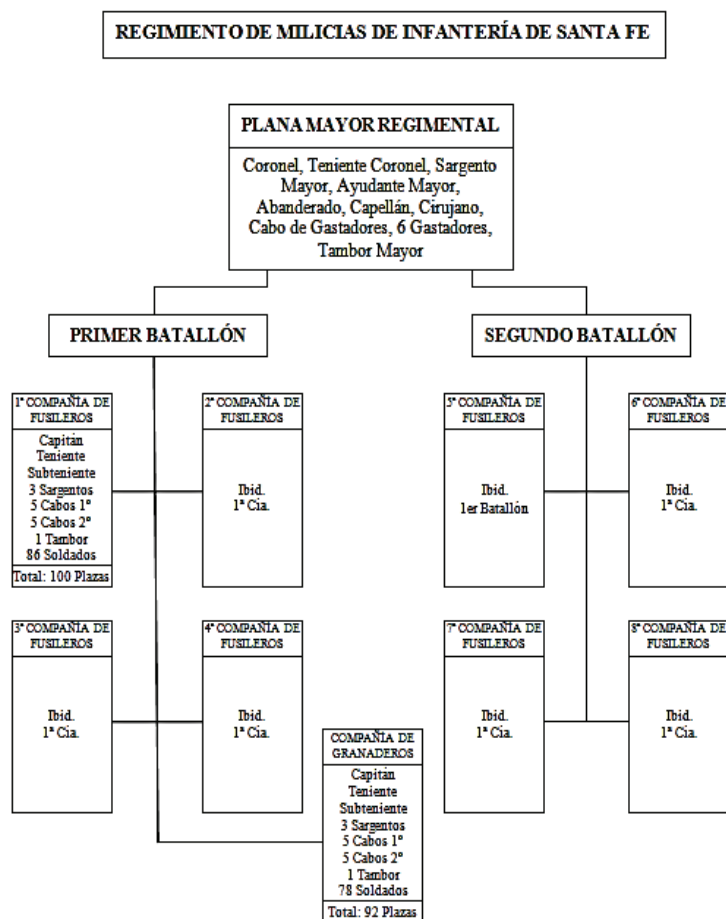 REGIMIENTO DE MILICIAS DE INFANTERÍA DE SANTA FE
PLANA MAYOR REGIMENTAL
Coronel, Teniente Coronel, Sargento
Mayor, Ayudante Mayor,
Abanderado, Capellán, Cirujano,
Cabo de Gastadores, 6 Gastadores,
Tambor Mayor
PRIMER BATALLÓN
SEGUNDO BATALLÓN
1ª COMPAÑÍA DE
FUSILEROS
Capitán
Teniente
Subteniente
3 Sargentos
5 Cabos 1º
5 Cabos 2º
1 Tambor
86 Soldados
Total: 100 Plazas
2ª COMPAÑÍA DE
FUSILEROS
Ibid.
1ª Cia.
5ª COMPAÑÍA DE
FUSILEROS
Ibid.
1er Batallón
6ª COMPAÑÍA DE
FUSILEROS
Ibid.
1ª Cia.
3ª COMPAÑÍA DE
FUSILEROS
Ibid.
1ª Cia.
4ª COMPAÑÍA DE
FUSILEROS
Ibid.
1ª Cia.
7ª COMPAÑÍA DE
FUSILEROS
Ibid.
1ª Cia.
8ª COMPAÑÍA DE
FUSILEROS
Ibid.
1ª Cia.
COMPAÑÍA DE
GRANADEROS
Capitán
Teniente
Subteniente
3 Sargentos
5 Cabos 1º
5 Cabos 2º
1 Tambor
78 Soldados
Total: 92 Plazas